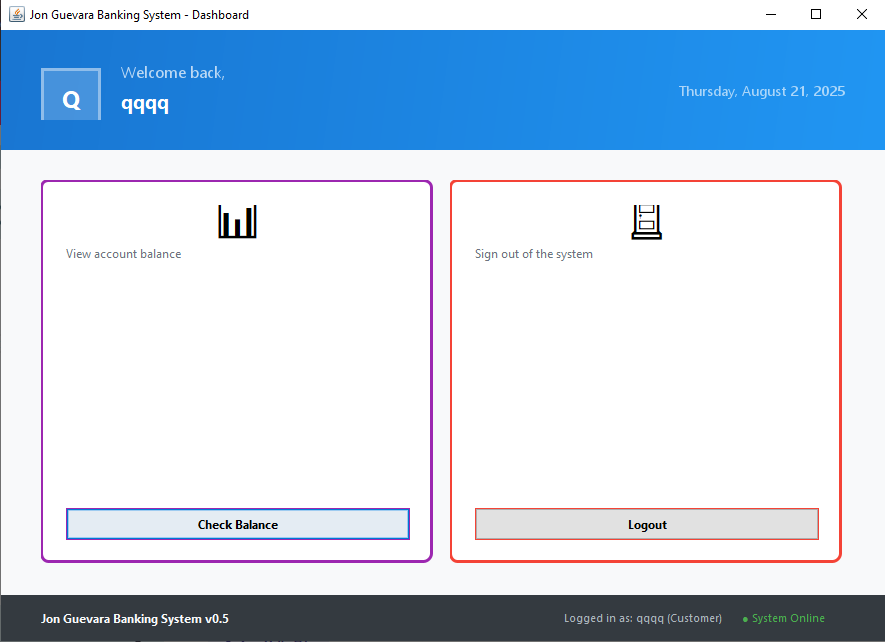 Jon Guevara Banking System - Dashboard
Q
Welcome back,
qqqq
Thursday, August 21, 2025
View account balance
Sign out of the system
Check Balance
Logout
Jon Guevara Banking System v0.5
Logged in as: qqqq (Customer)
● System Online